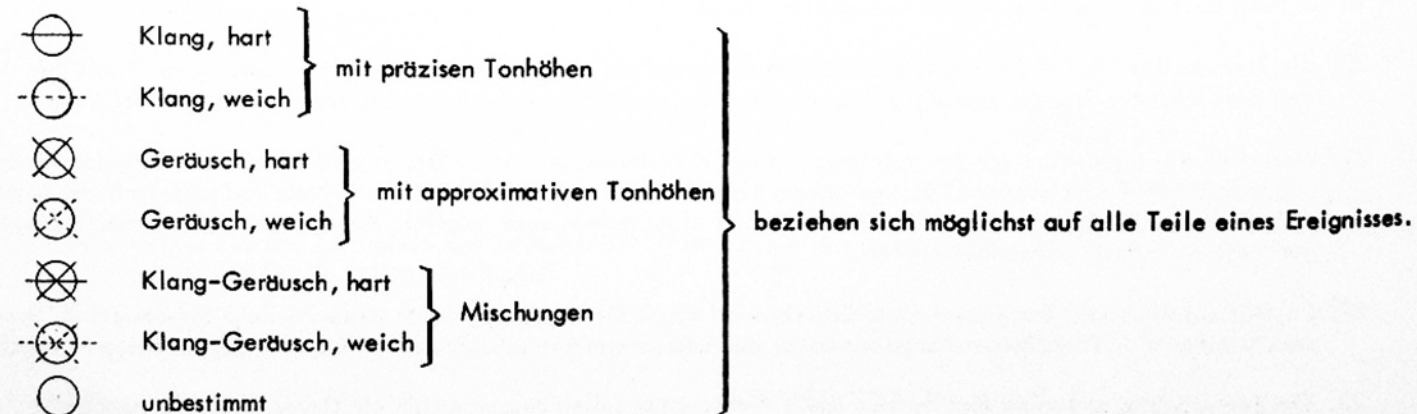 Klang, hart
mit präzisen Tonhöhen
Klang, weich
Geräusch, hart
mit approximativen Tonhöhen
Geräusch, weich
beziehen sich möglichst auf alle Teile eines Ereignisses.
Klang-Geräusch, hart
Mischungen
Klang-Geräusch, weich
unbestimmt